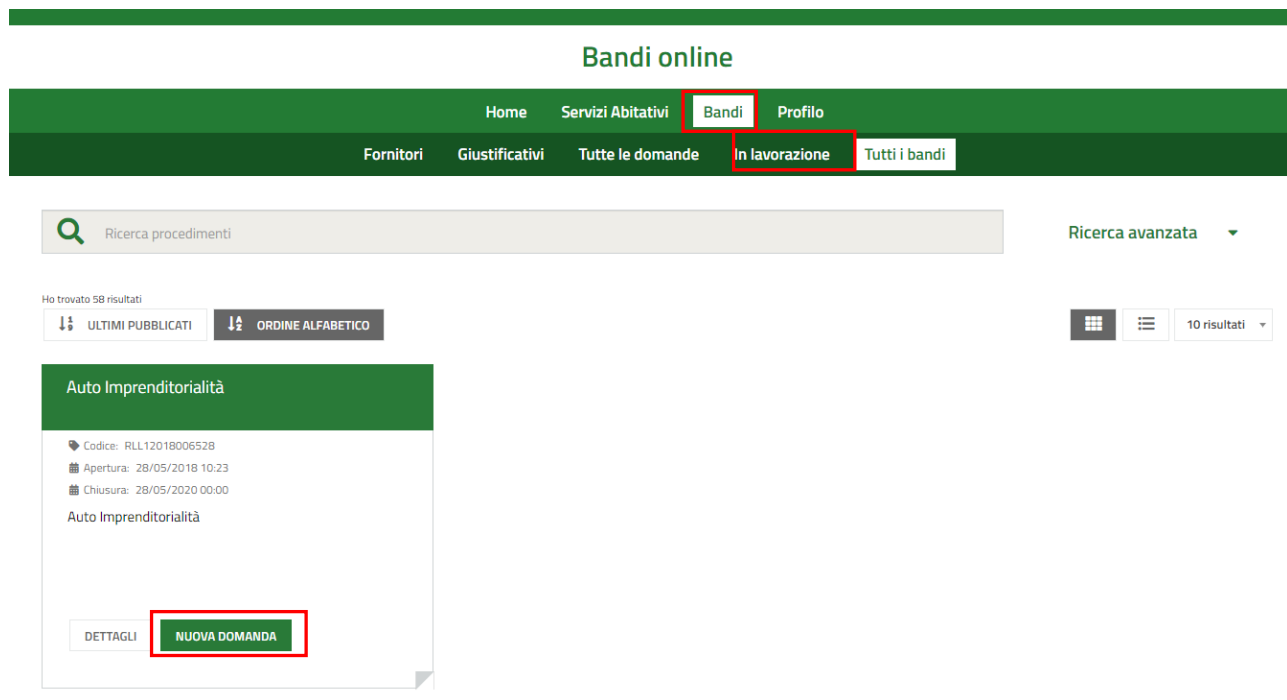 Bandi online
Home Servizi Abitativi Bandi Profilo
Fornitori Giustificativi Tutte le domande In lavorazione Tutti i bandi
Ricerca procedimenti Ricerca avanzata
Ho trovato 58 risultati
ULTIMI PUBBLICATI ORDINE ALFABETICO 10 risultati
Auto Imprenditorialità
Codice: RLL12018006528
Apertura: 28/05/2018 10:23
Chiusura: 28/05/2020 00:00
Auto Imprenditorialità
DETTAGLI NUOVA DOMANDA